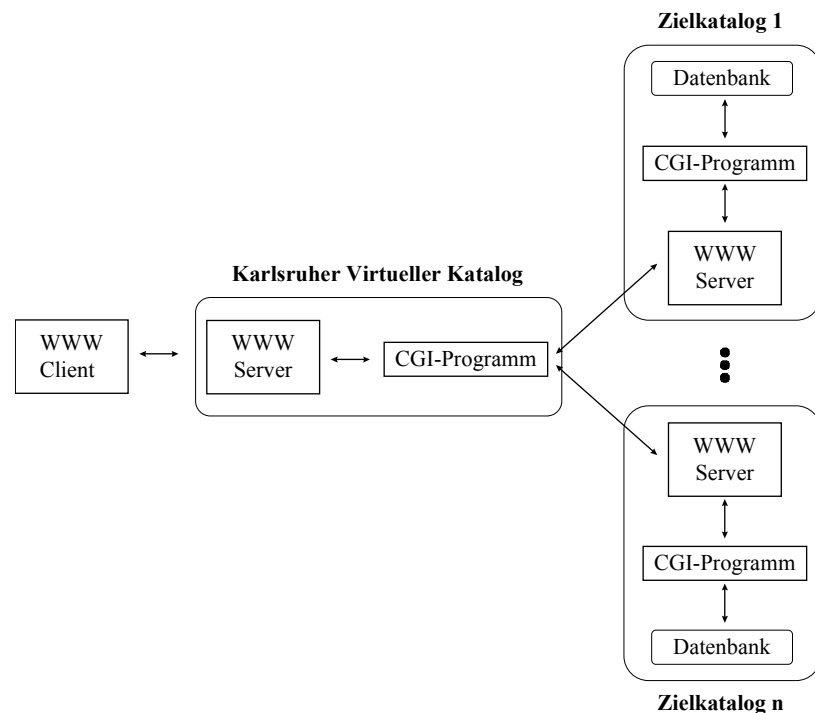 Zielkatalog 1
Datenbank
CGI-Programm
WWW
Server
Karlsruher Virtueller Katalog
WWW
Client
WWW
Server
CGI-Programm
WWW
Server
CGI-Programm
Datenbank
Zielkatalog n